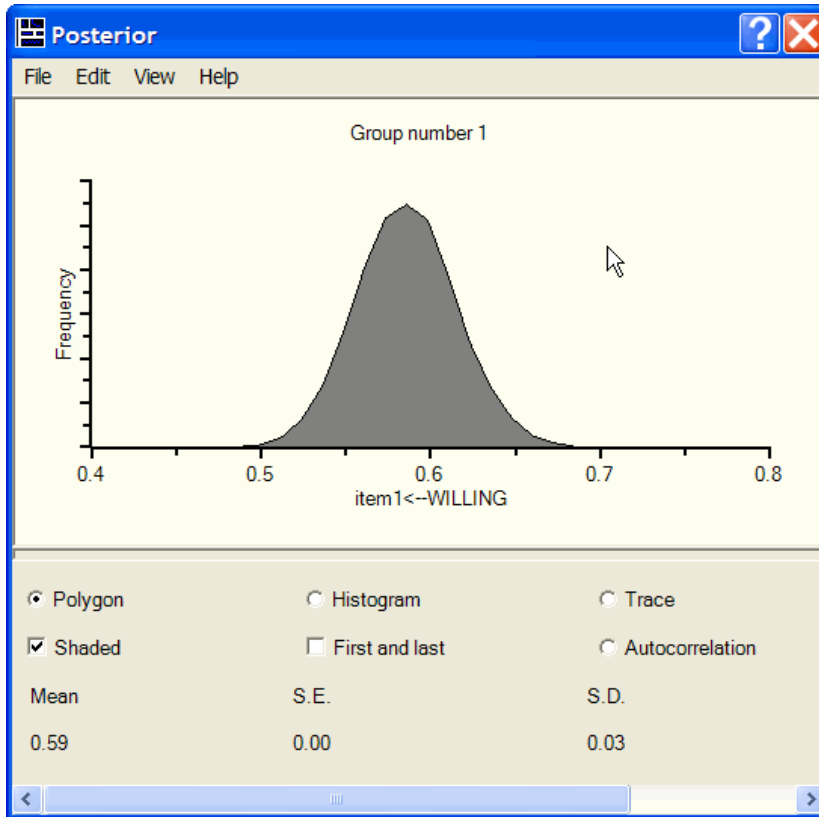 Posterior
File Edit View Help
Group number 1
Frequency
0.4 0.5 0.6 0.7 0.8
item1<--WILLING
Polygon Histogram Trace
Shaded First and last Autocorrelation
Mean S.E. S.D.
0.59 0.00 0.03